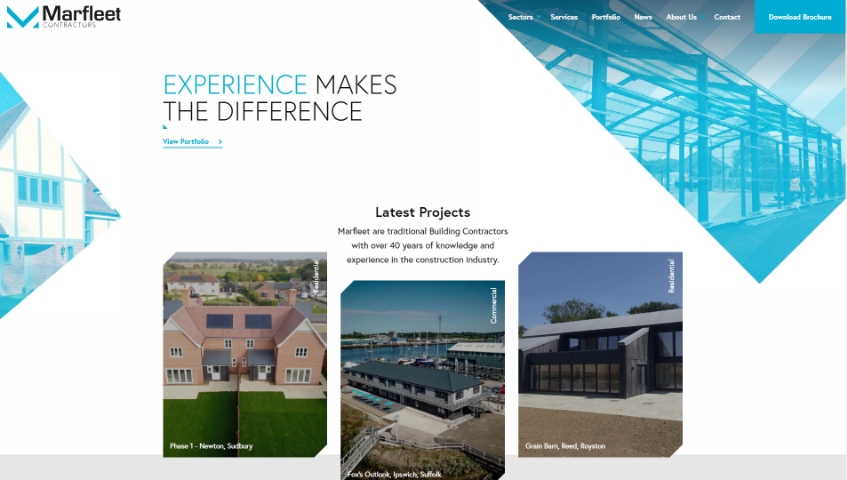 Marfleet
CONTRACTORS
Sectors
Services
Portfolio
News
About Us
Contact
Download Brochure
EXPERIENCE MAKES
THE DIFFERENCE
View Portfolio
Latest Projects
Marfleet are traditional Building Contractors
with over 40 years of knowledge and
experience in the construction industry.
Residential
Phase 1 - Newton, Sudbury
Commercial
Fox's Outlook, Ipswich, Suffolk
Residential
Grain Barn, Reed, Royston